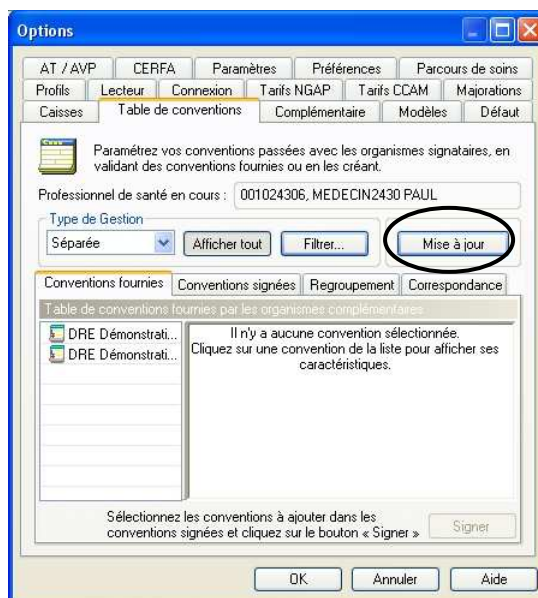 Options
AT / AVP CERFA Paramètres Préférences Parcours de soins
Profils Lecteur Connexion Tarifs NGAP Tarifs CCAM Majorations
Caisses Table de conventions Complémentaire Modèles Défaut
Paramétrez vos conventions passées avec les organismes signataires, en
validant des conventions fournies ou en les créant.
Professionnel de santé en cours : 001024306, MEDECIN2430 PAUL
Type de Gestion
Séparée Afficher tout Filtrer... Mise à jour
Conventions fournies Conventions signées Regroupement Correspondance
Table de conventions fournies par les organismes complémentaires
DRE Démonstrati...
DRE Démonstrati...
Il n'y a aucune convention sélectionnée.
Cliquez sur une convention de la liste pour afficher ses
caractéristiques.
Sélectionnez les conventions à ajouter dans les
conventions signées et cliquez sur le bouton « Signer »
Signer
OK Annuler Aide